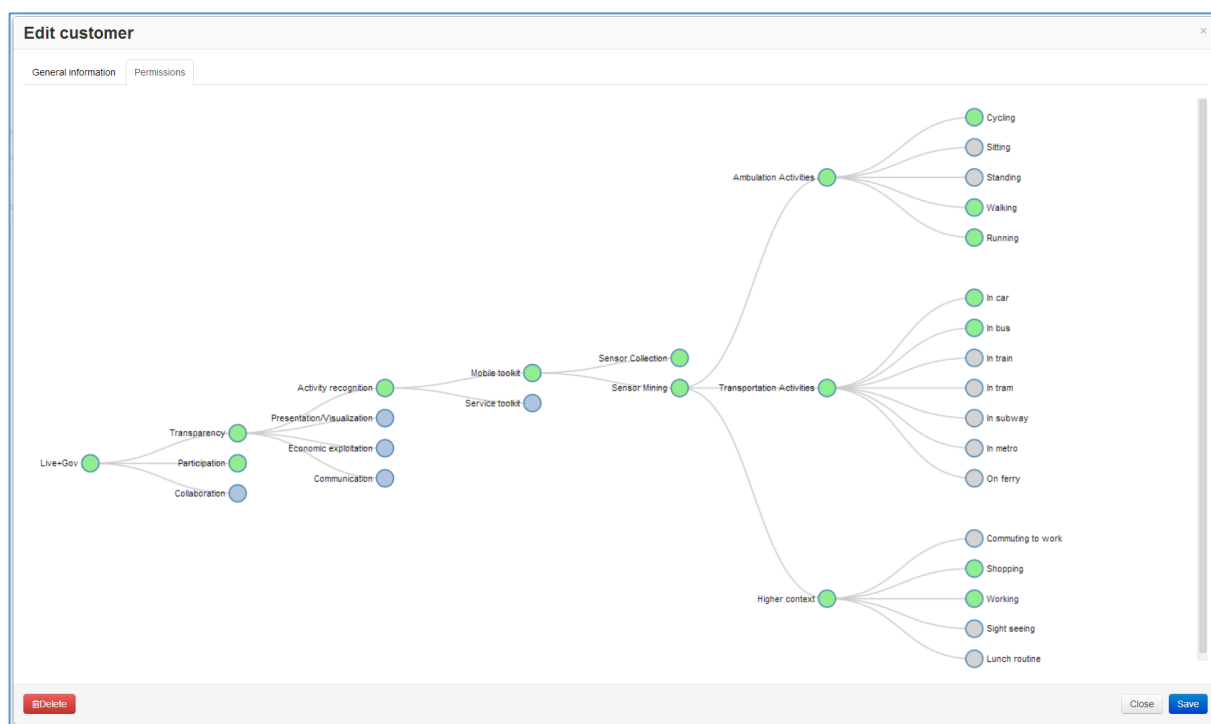 Edit customer
×
General information
Permissions
Cycling
Sitting
Ambulation Activities
Standing
Walking
Running
In car
In bus
Sensor Collection
In train
Mobile toolkit
Activity recognition
Sensor Mining
Transportation Activities
In tram
Service toolkit
Presentation/Visualization
In subway
Transparency
Economic exploitation
In metro
Live+Gov
Participation
Communication
On ferry
Collaboration
Commuting to work
Shopping
Higher context
Working
Sight seeing
Lunch routine
Delete
Close
Save